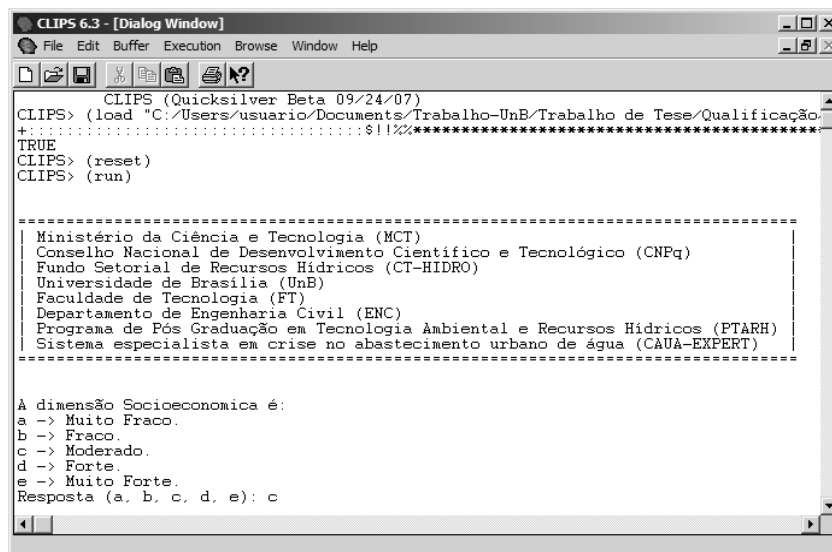 CLIPS 6.3 - [Dialog Window]
File Edit Buffer Execution Browse Window Help
CLIPS (Quicksilver Beta 09/24/07)
CLIPS> (load "C:/Users/usuario/Documents/Trabalho-UnB/Trabalho de Tese/Qualificação
+::::::::::::::::::::::::::::::::::$!!%%******************************************
TRUE
CLIPS> (reset)
CLIPS> (run)
================================================================================
| Ministério da Ciência e Tecnologia (MCT) |
| Conselho Nacional de Desenvolvimento Científico e Tecnológico (CNPq) |
| Fundo Setorial de Recursos Hídricos (CT-HIDRO) |
| Universidade de Brasília (UnB) |
| Faculdade de Tecnologia (FT) |
| Departamento de Engenharia Civil (ENC) |
| Programa de Pós Graduação em Tecnologia Ambiental e Recursos Hídricos (PTARH) |
| Sistema especialista em crise no abastecimento urbano de água (CAUA-EXPERT) |
================================================================================
A dimensão Socioeconomica é:
a -> Muito Fraco.
b -> Fraco.
c -> Moderado.
d -> Forte.
e -> Muito Forte.
Resposta (a, b, c, d, e): c